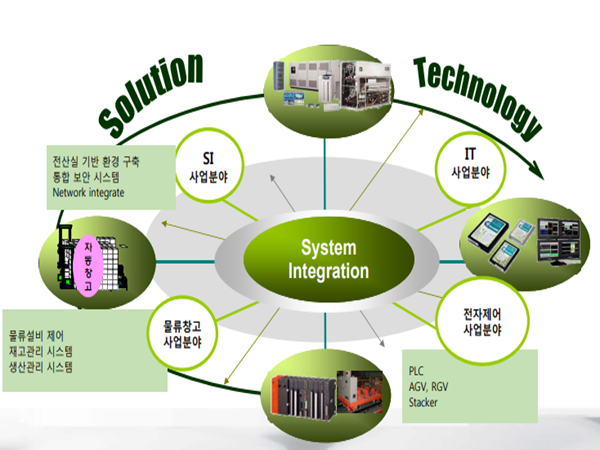 Solution
Technology
SI
사업분야
IT
사업분야
전산실 기반 환경 구축
통합 보안 시스템
Network integrate
자
동
창
고
System
Integration
물류창고
사업분야
전자제어
사업분야
물류설비 제어
재고관리 시스템
생산관리 시스템
PLC
AGV, RGV
Stacker